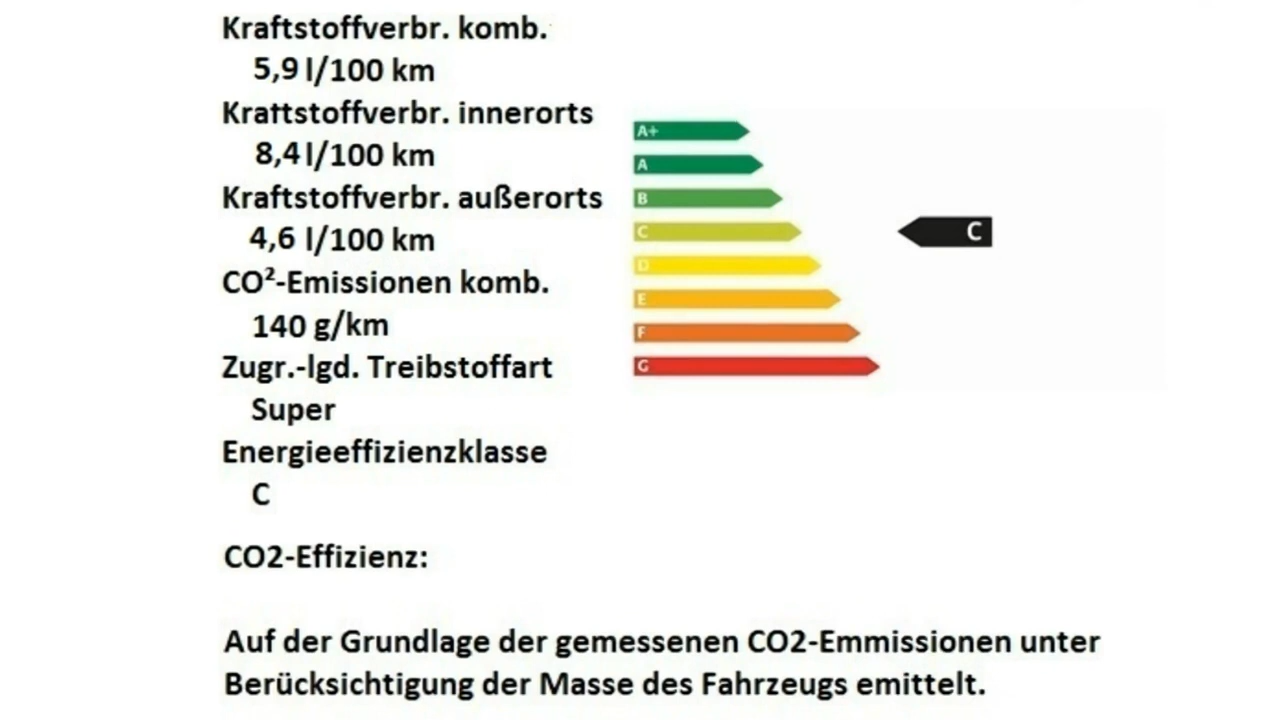 Kraftstoffverbr. komb.
5,9 l/100 km
Krattstoffverbr. innerorts
8,4 l/100 km
Kraftstoffverbr. außerorts
4,6 l/100 km
CO²-Emissionen komb.
140 g/km
Zugr.-lgd. Treibstoffart
Super
Energieeffizienzklasse
C
A+
A
B
C
D
E
F
G
C
CO2-Effizienz:
Auf der Grundlage der gemessenen CO2-Emmissionen unter
Berücksichtigung der Masse des Fahrzeugs emittelt.